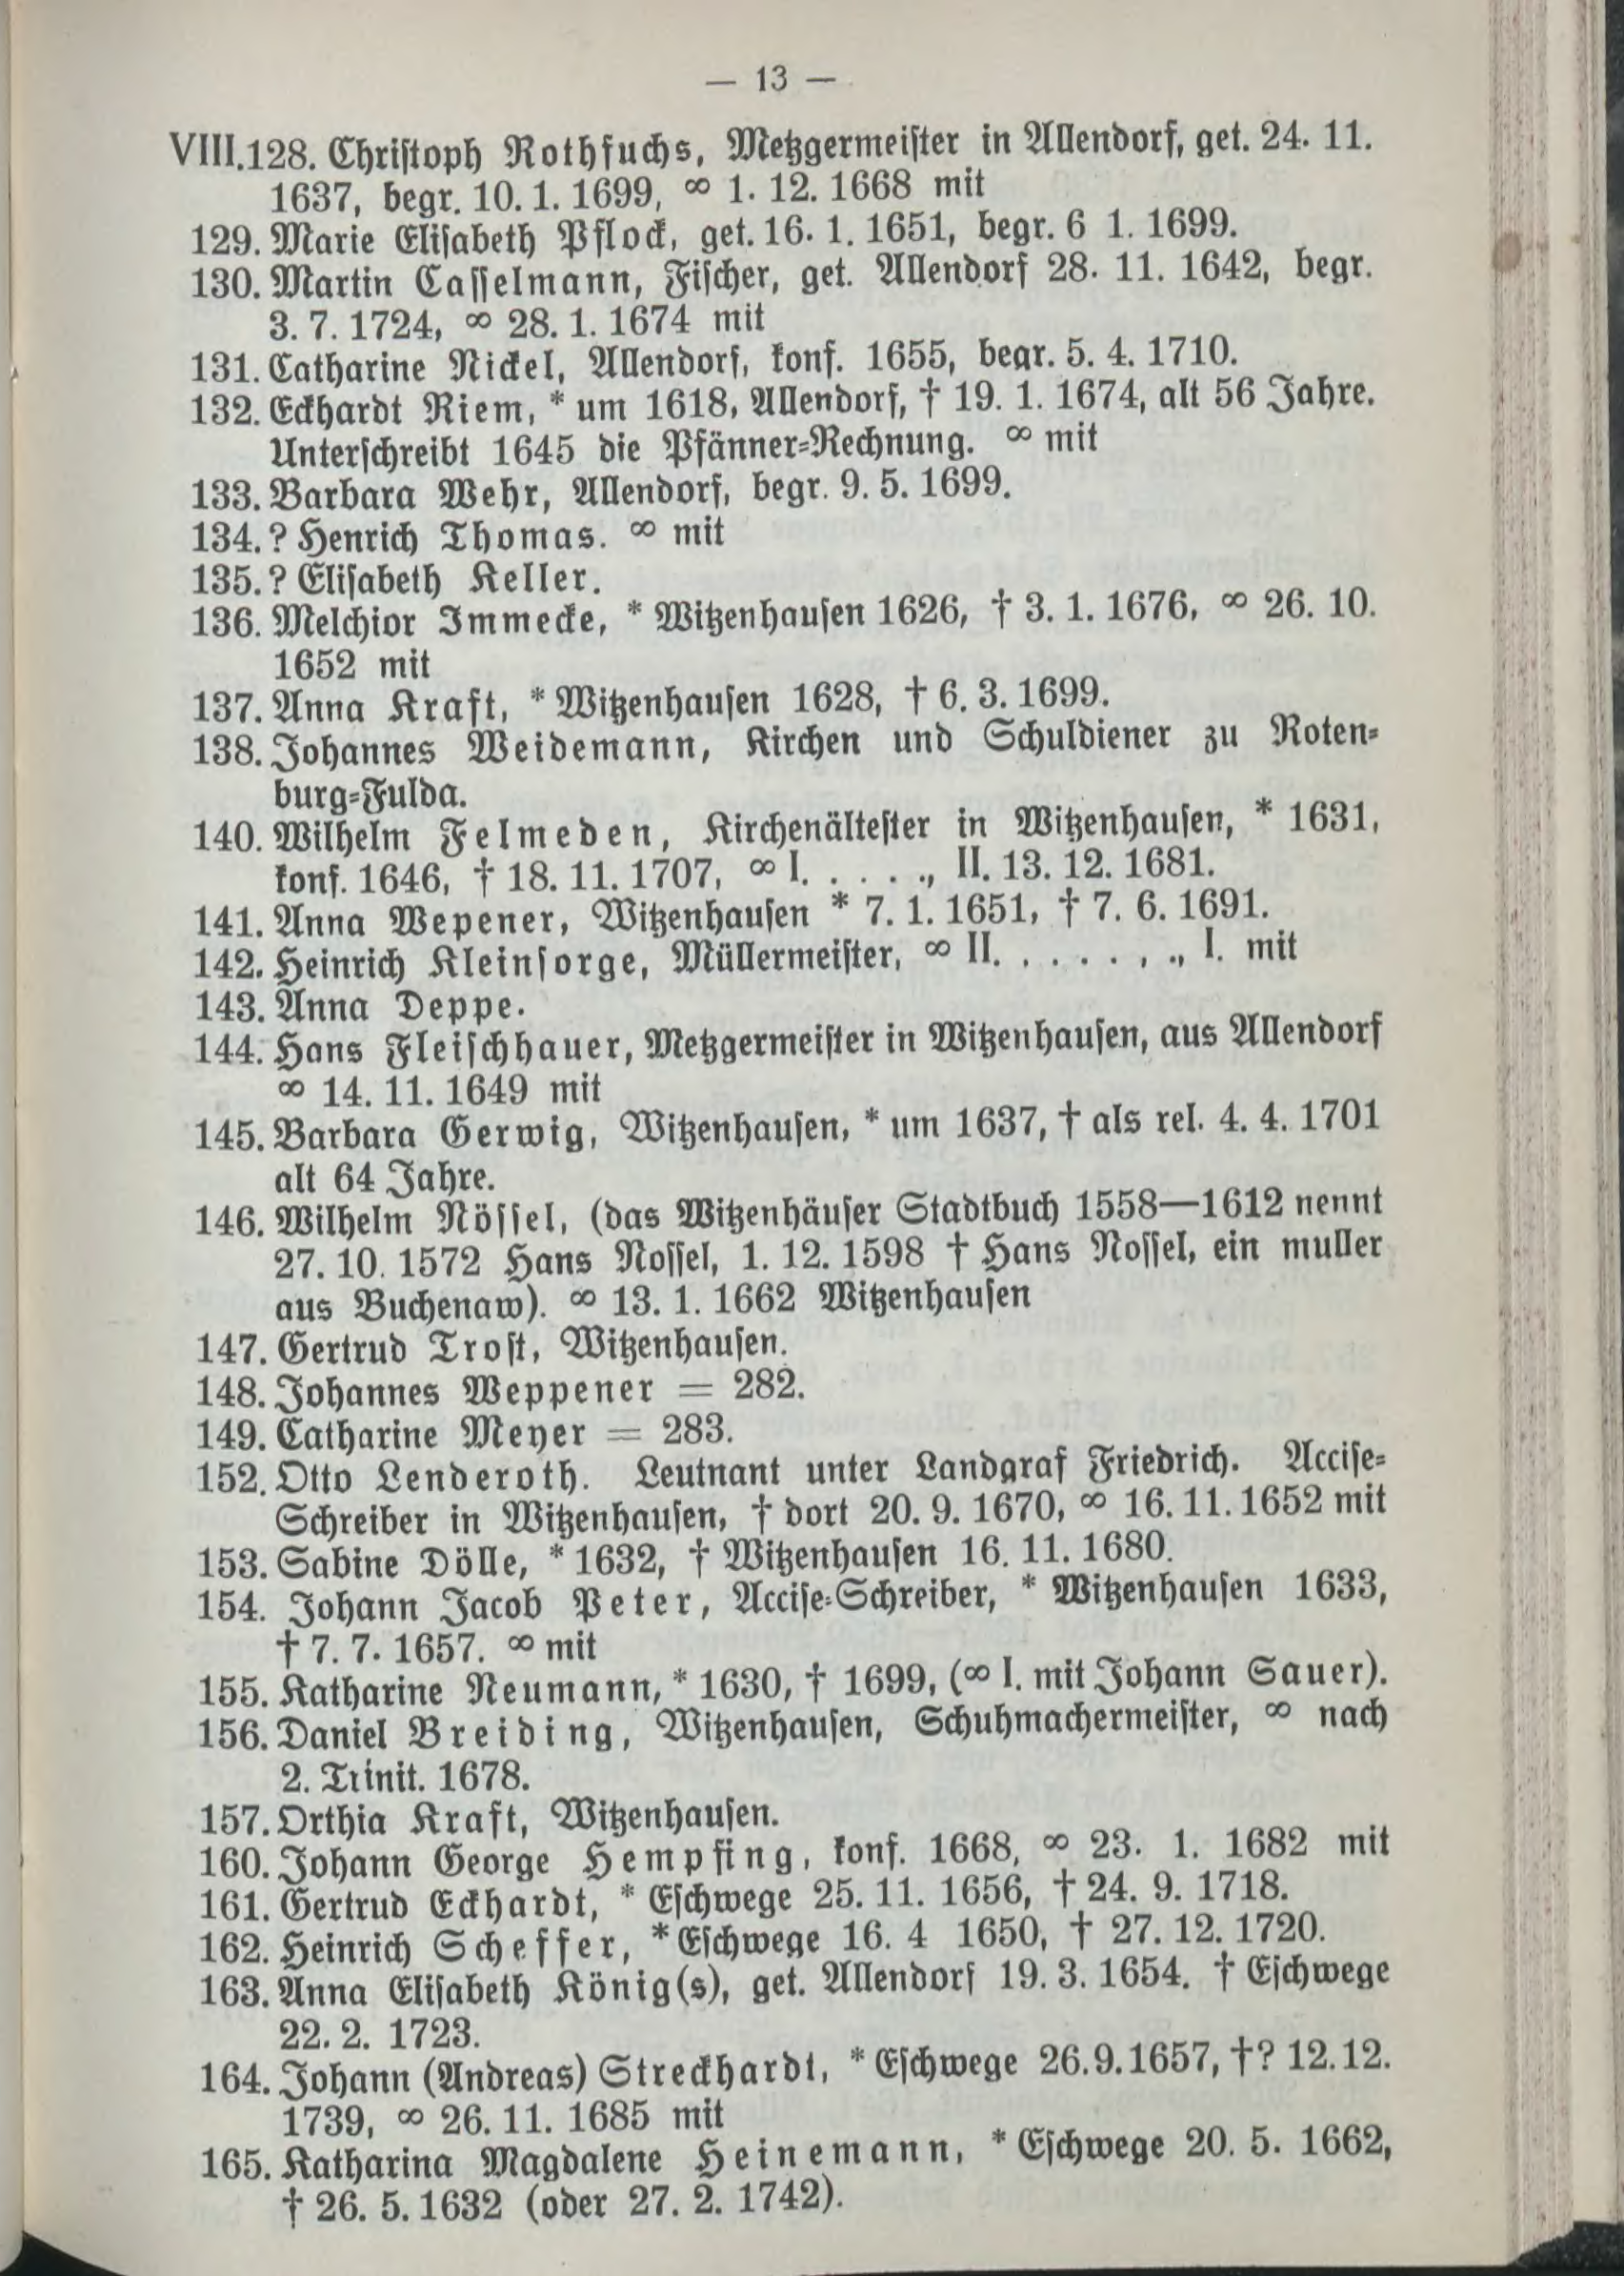 — 13 —
VIII.128. Christoph Rothfuchs, Metzgermeister in Allendorf, get. 24. 11.
1637, begr. 10. 1. 1699, ∞ 1. 12. 1668 mit
129. Marie Elisabeth Pflock, get. 16. 1. 1651, begr. 6 1. 1699.
130. Martin Casselmann, Fischer, get. Allendorf 28. 11. 1642, begr.
3. 7. 1724, ∞ 28. 1. 1674 mit
131. Catharine Nickel, Allendorf, konf. 1655, begr. 5. 4. 1710.
132. Eckhardt Riem, * um 1618, Allendorf, † 19. 1. 1674, alt 56 Jahre.
Unterschreibt 1645 die Pfänner-Rechnung. ∞ mit
133. Barbara Wehr, Allendorf, begr. 9. 5. 1699.
134. ? Henrich Thomas. ∞ mit
135. ? Elisabeth Keller.
136. Melchior Immecke, * Witzenhausen 1626, † 3. 1. 1676, ∞ 26. 10.
1652 mit
137. Anna Kraft, * Witzenhausen 1628, † 6. 3. 1699.
138. Johannes Weidemann, Kirchen und Schuldiener zu Roten-
burg-Fulda.
140. Wilhelm Felmeden, Kirchenältester in Witzenhausen, * 1631,
konf. 1646, † 18. 11. 1707, ∞ I. . . . ., II. 13. 12. 1681.
141. Anna Wepener, Witzenhausen * 7. 1. 1651, † 7. 6. 1691.
142. Heinrich Kleinsorge, Müllermeister, ∞ II. . . . . , ., I. mit
143. Anna Deppe.
144. Hans Fleischhauer, Metzgermeister in Witzenhausen, aus Allendorf
∞ 14. 11. 1649 mit
145. Barbara Gerwig, Witzenhausen, * um 1637, † als rel. 4. 4. 1701
alt 64 Jahre.
146. Wilhelm Nössel, (das Witzenhäuser Stadtbuch 1558—1612 nennt
27. 10. 1572 Hans Nossel, 1. 12. 1598 † Hans Nossel, ein muller
aus Buchenaw). ∞ 13. 1. 1662 Witzenhausen
147. Gertrud Trost, Witzenhausen.
148. Johannes Weppener = 282.
149. Catharine Meyer = 283.
152. Otto Lenderoth. Leutnant unter Landgraf Friedrich. Accise-
Schreiber in Witzenhausen, † dort 20. 9. 1670, ∞ 16. 11. 1652 mit
153. Sabine Dölle, * 1632, † Witzenhausen 16. 11. 1680.
154. Johann Jacob Peter, Accise-Schreiber, * Witzenhausen 1633,
† 7. 7. 1657. ∞ mit
155. Katharine Neumann, * 1630, † 1699, (∞ I. mit Johann Sauer).
156. Daniel Breiding, Witzenhausen, Schuhmachermeister, ∞ nach
2. Trinit. 1678.
157. Orthia Kraft, Witzenhausen.
160. Johann George Hempfing, konf. 1668, ∞ 23. 1. 1682 mit
161. Gertrud Eckhardt, * Eschwege 25. 11. 1656, † 24. 9. 1718.
162. Heinrich Scheffer, * Eschwege 16. 4 1650, † 27. 12. 1720.
163. Anna Elisabeth König(s), get. Allendorf 19. 3. 1654. † Eschwege
22. 2. 1723.
164. Johann (Andreas) Streckhardt, * Eschwege 26.9.1657, †? 12.12.
1739, ∞ 26. 11. 1685 mit
165. Katharina Magdalene Heinemann, * Eschwege 20. 5. 1662,
† 26. 5. 1632 (oder 27. 2. 1742).